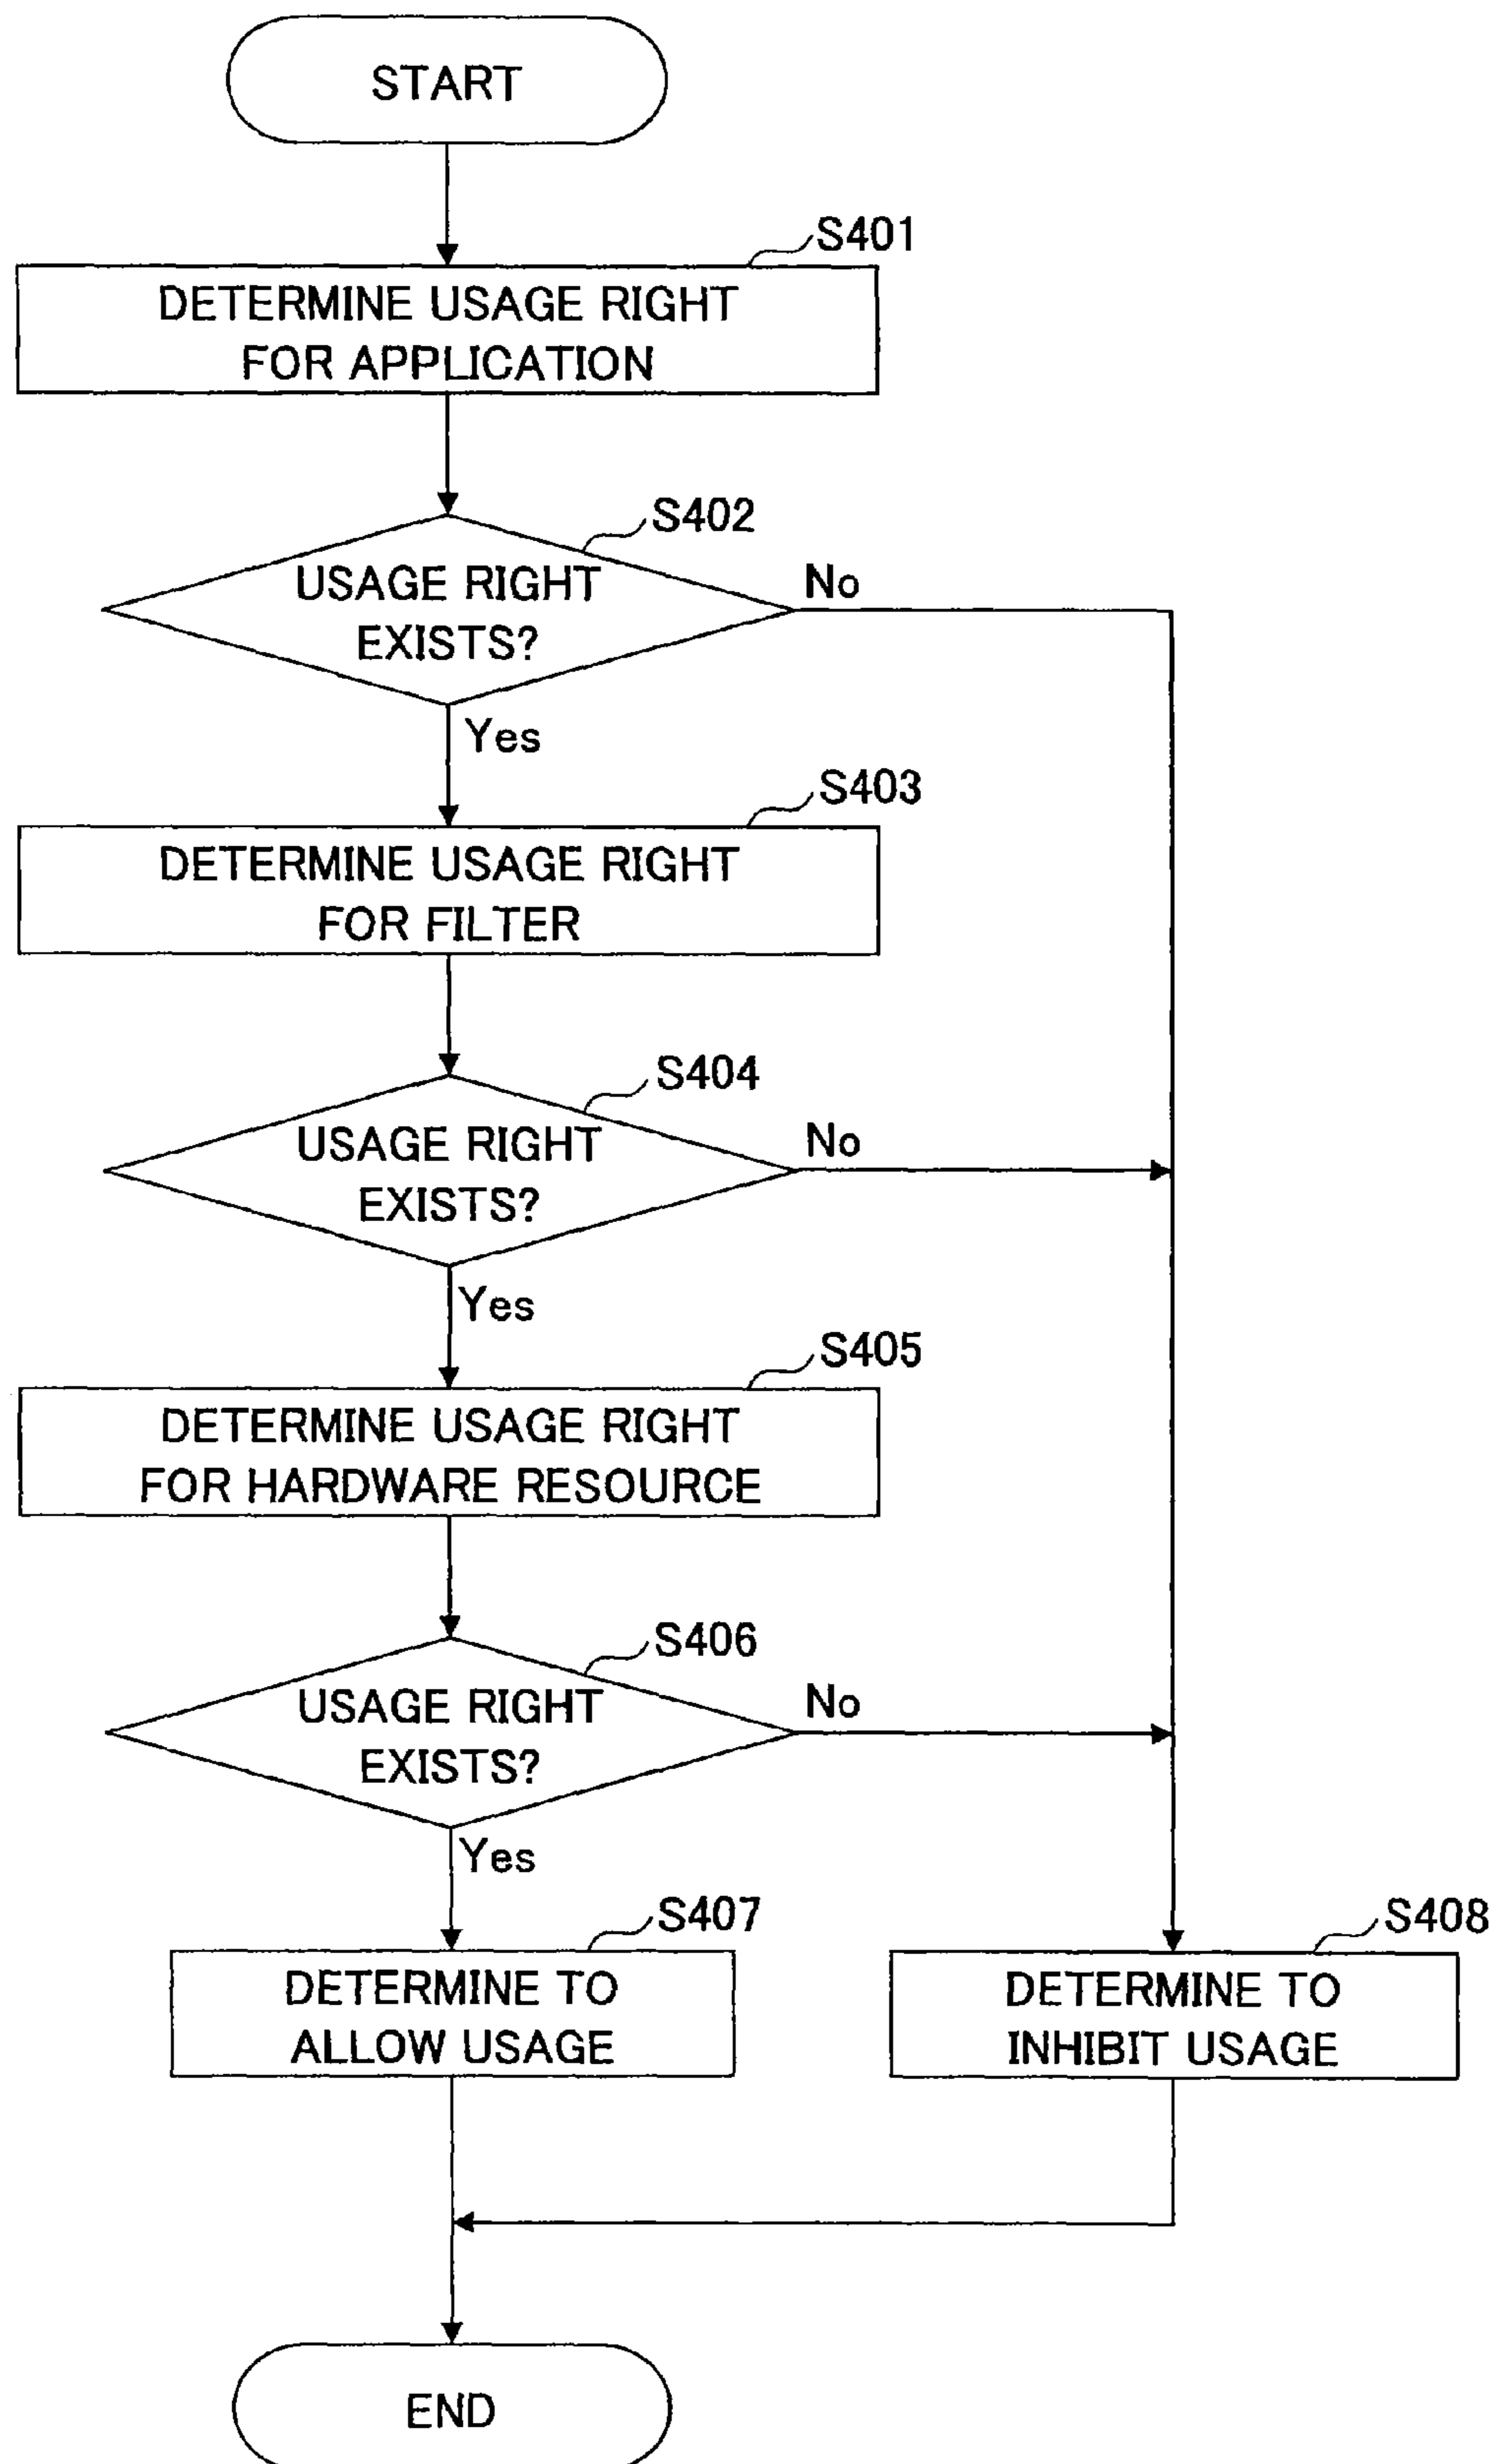 START
S401
DETERMINE USAGE RIGHT
FOR APPLICATION
S402
USAGE RIGHT
EXISTS?
No
Yes
S403
DETERMINE USAGE RIGHT
FOR FILTER
S404
USAGE RIGHT
EXISTS?
No
Yes
S405
DETERMINE USAGE RIGHT
FOR HARDWARE RESOURCE
S406
USAGE RIGHT
EXISTS?
No
Yes
S407
DETERMINE TO
ALLOW USAGE
S408
DETERMINE TO
INHIBIT USAGE
END